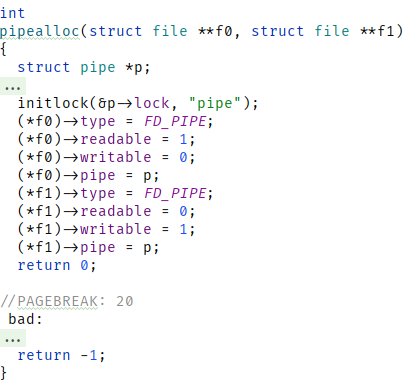 int
pipealloc(struct file **f0, struct file **f1)
{
  struct pipe *p;
...
  initlock(&p->lock, "pipe");
  (*f0)->type = FD_PIPE;
  (*f0)->readable = 1;
  (*f0)->writable = 0;
  (*f0)->pipe = p;
  (*f1)->type = FD_PIPE;
  (*f1)->readable = 0;
  (*f1)->writable = 1;
  (*f1)->pipe = p;
  return 0;

//PAGEBREAK: 20
 bad:
...
  return -1;
}